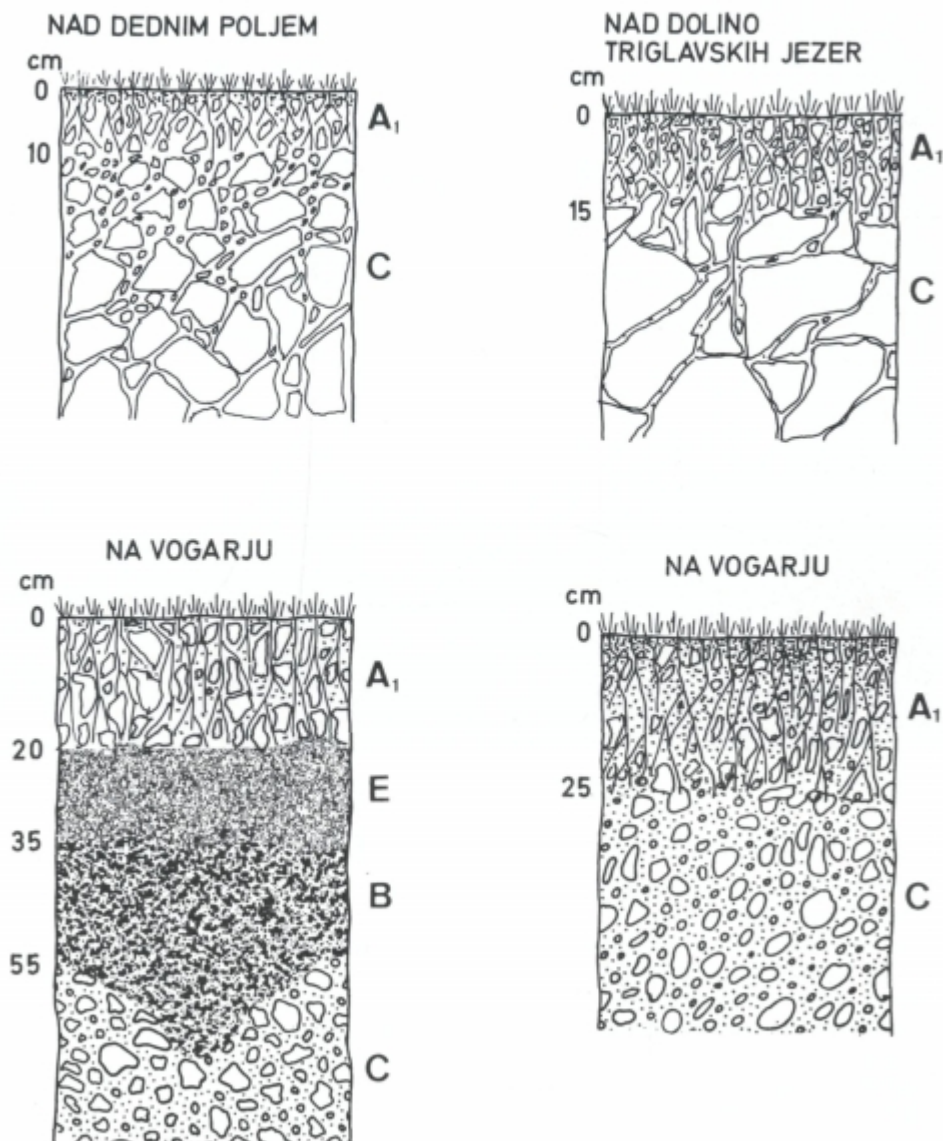 NAD DEDNIM POLJEM
cm
0
A₁
10
C
NAD DOLINO
TRIGLAVSKIH JEZER
cm
0
A₁
15
C
NA VOGARJU
cm
0
A₁
20
E
35
B
55
C
NA VOGARJU
cm
0
A₁
25
C